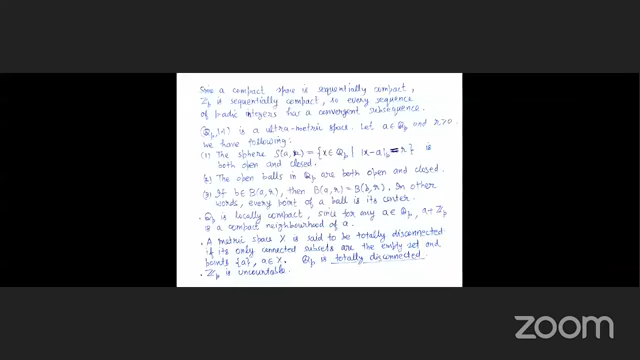 Since a compact space is sequentially compact,
ℤp is sequentially compact, so every sequence
of p-adic integers has a convergent subsequence.
(ℚp, |·|) is a ultra-metric space. Let a ∈ ℚp and r>0.
We have following:
(1) The sphere S(a,r) = {x ∈ ℚp | |x-a|p = r} is
both open and closed.
(2) The open balls in ℚp are both open and closed.
(3) If b ∈ B(a,r), then B(a,r) = B(b,r). In other
words, every point of a ball is its center.
· ℚp is locally compact, since for any a ∈ ℚp, a+ℤp
is a compact neighbourhood of a.
· A metric space X is said to be totally disconnected
if its only connected subsets are the empty set and
points {a}, a ∈ X. ℚp is totally disconnected.
· ℤp is uncountable.
zoom